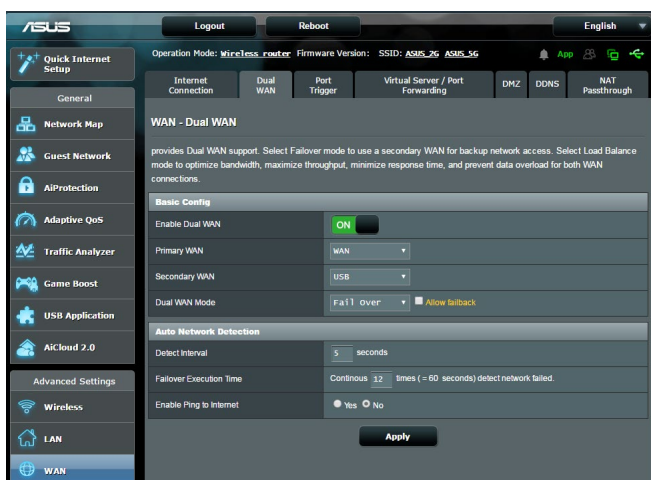 ASUS
Logout
Reboot
English
Quick Internet
Setup
General
Network Map
Guest Network
AiProtection
Adaptive QoS
Traffic Analyzer
Game Boost
USB Application
AiCloud 2.0
Advanced Settings
Wireless
LAN
WAN
Operation Mode: Wireless router Firmware Version: SSID: ASUS_2G ASUS_5G
App
Internet
Connection
Dual
WAN
Port
Trigger
Virtual Server / Port
Forwarding
DMZ
DDNS
NAT
Passthrough
WAN - Dual WAN
provides Dual WAN support. Select Failover mode to use a secondary WAN for backup network access. Select Load Balance
mode to optimize bandwidth, maximize throughput, minimize response time, and prevent data overload for both WAN
connections.
Basic Config
Enable Dual WAN ON
Primary WAN WAN
Secondary WAN USB
Dual WAN Mode Fail Over Allow failback
Auto Network Detection
Detect Interval 5 seconds
Failover Execution Time Continous 12 times ( = 60 seconds) detect network failed.
Enable Ping to Internet Yes No
Apply